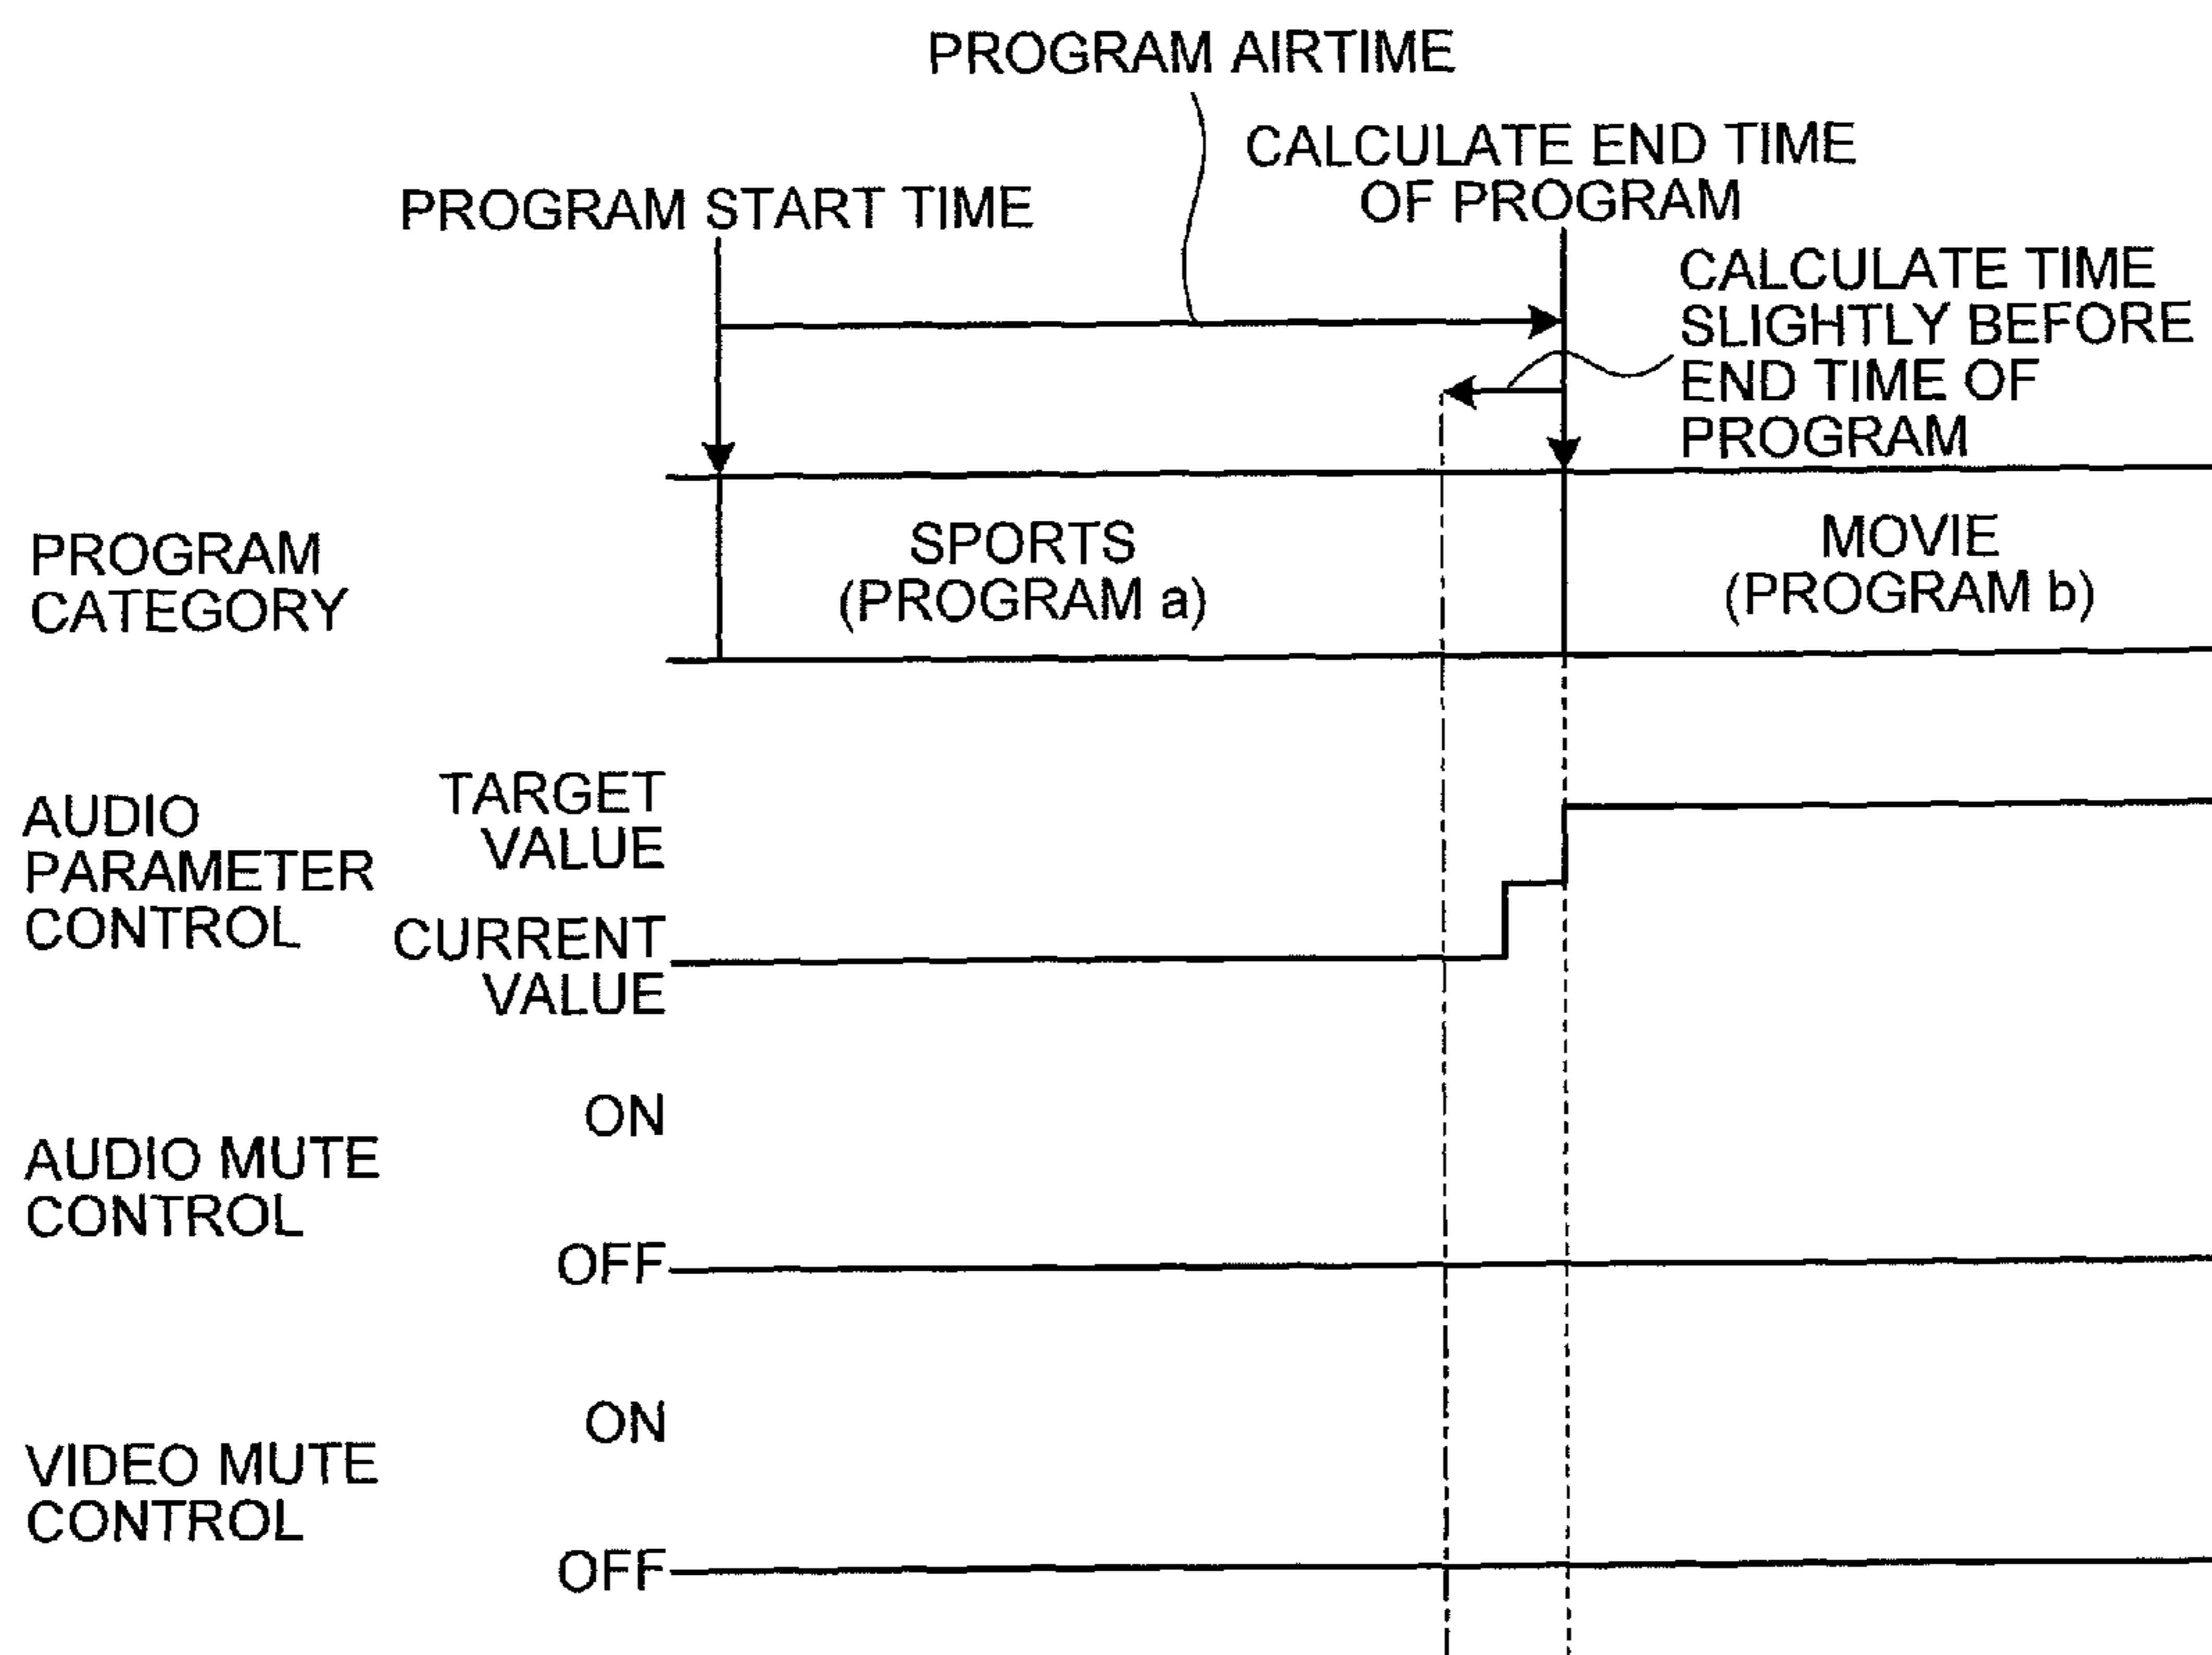 PROGRAM AIRTIME
CALCULATE END TIME
OF PROGRAM
PROGRAM START TIME
CALCULATE TIME
SLIGHTLY BEFORE
END TIME OF
PROGRAM
PROGRAM
CATEGORY
SPORTS
(PROGRAM a)
MOVIE
(PROGRAM b)
AUDIO
PARAMETER
CONTROL
TARGET
VALUE
CURRENT
VALUE
AUDIO MUTE
CONTROL
ON
OFF
VIDEO MUTE
CONTROL
ON
OFF